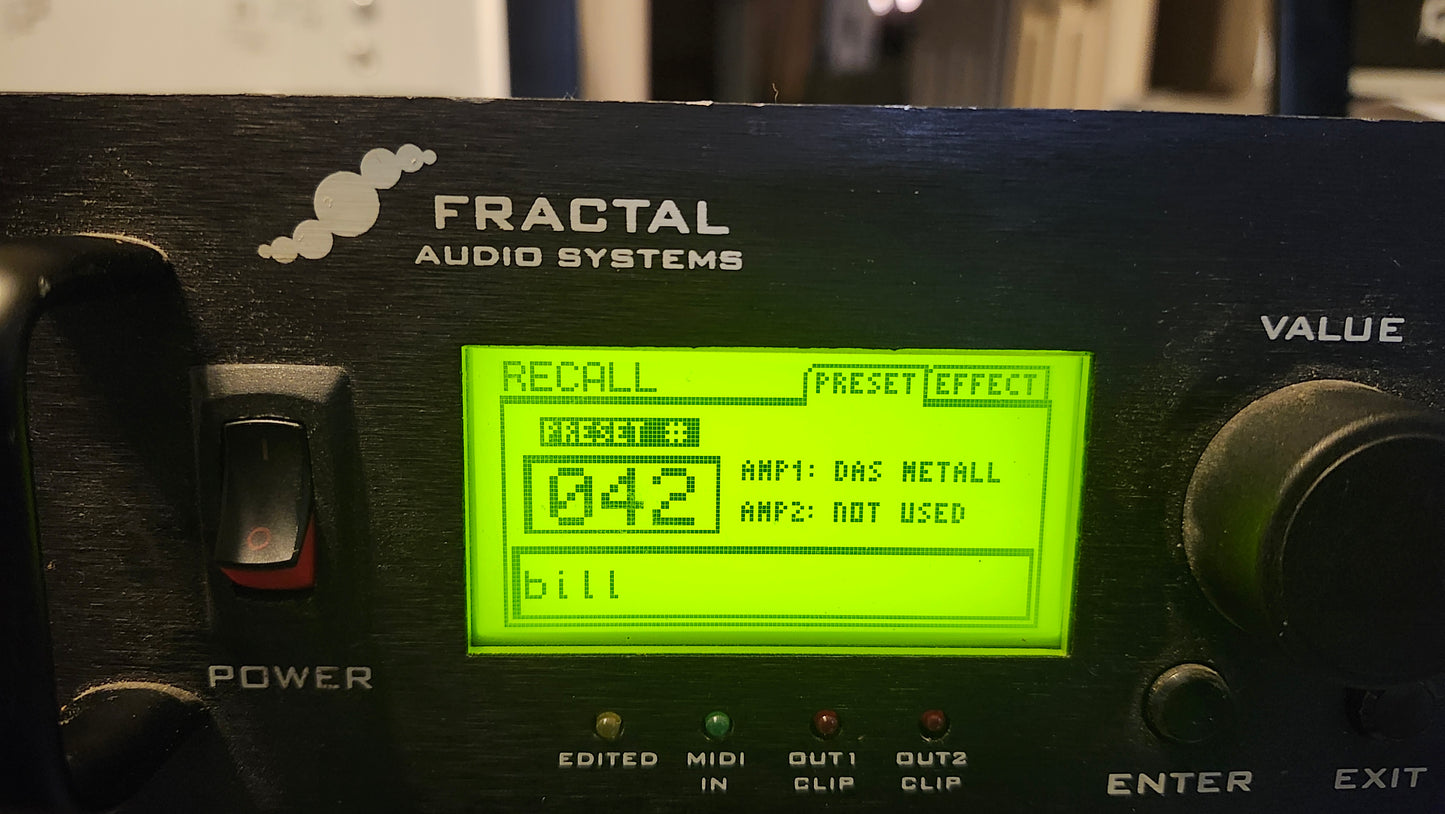 FRACTAL
AUDIO SYSTEMS
VALUE
RECALL PRESET EFFECT
PRESET #
042
AMP1: DAS METALL
AMP2: NOT USED
bill
POWER
EDITED
MIDI
IN
OUT1
CLIP
OUT2
CLIP
ENTER
EXIT